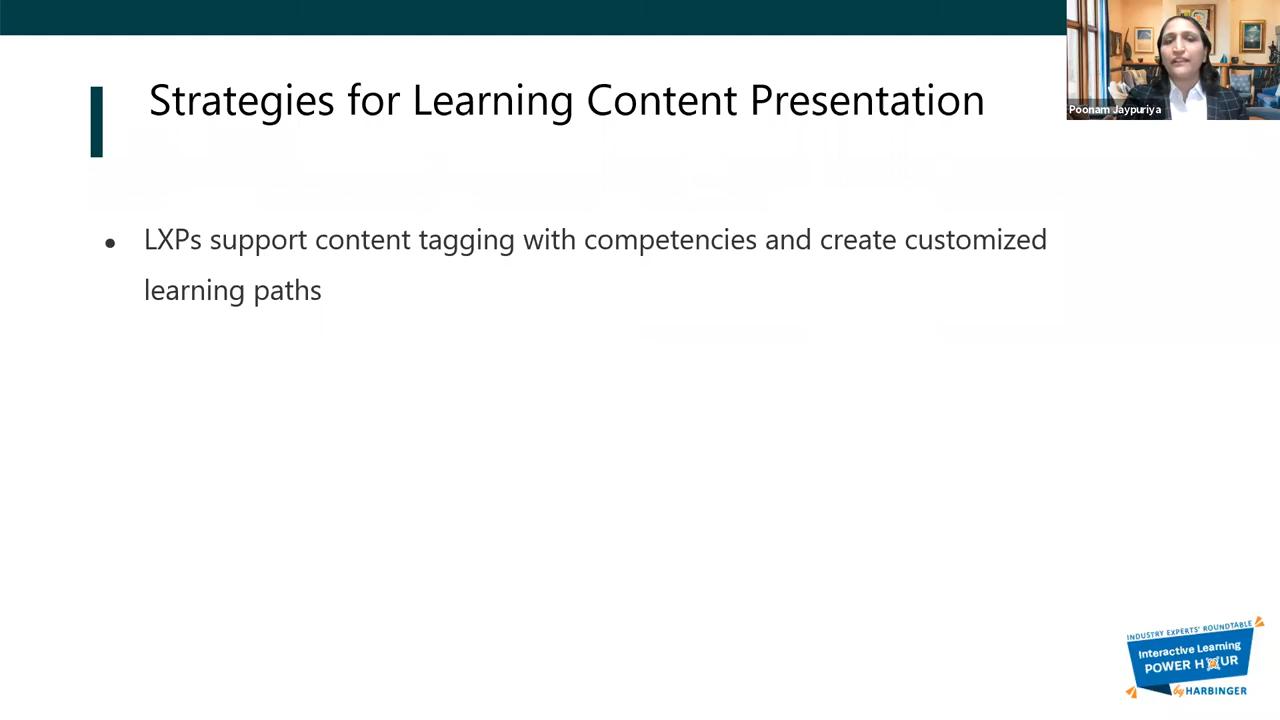 Strategies for Learning Content Presentation
Poonam Jaypuriya
• LXPs support content tagging with competencies and create customized
learning paths
INDUSTRY EXPERTS' ROUNDTABLE
Interactive Learning
POWER HOUR
by HARBINGER